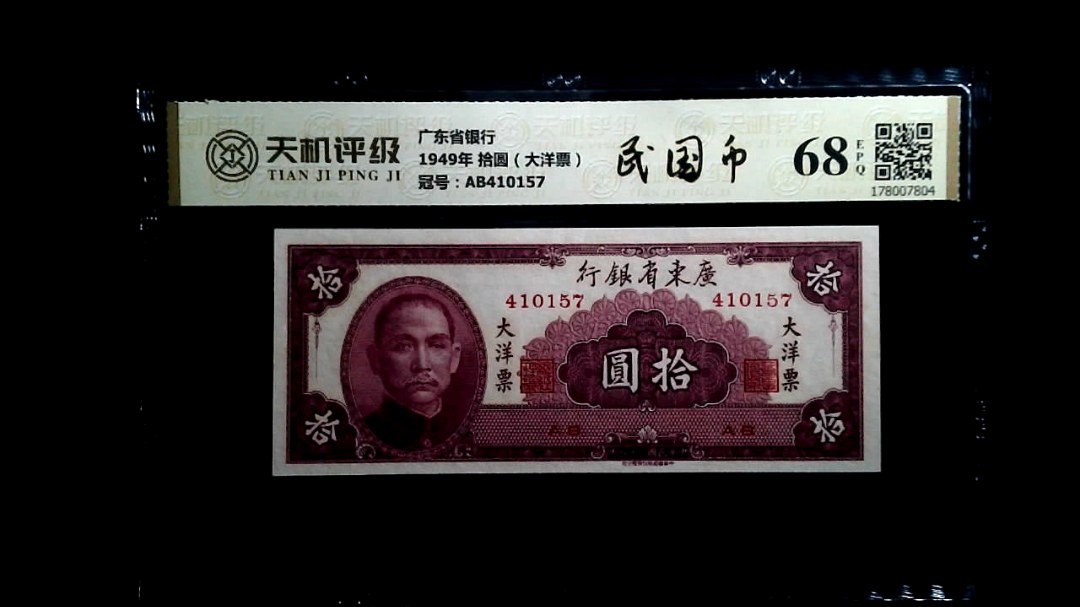 天机评级
TIAN JI PING JI
广东省银行
1949年 拾圆（大洋票）
冠号：AB410157
民国币
68
EPQ
178007804
拾
拾
行銀省東廣
410157
410157
大洋票
大洋票
圓拾
AB
AB
拾
拾